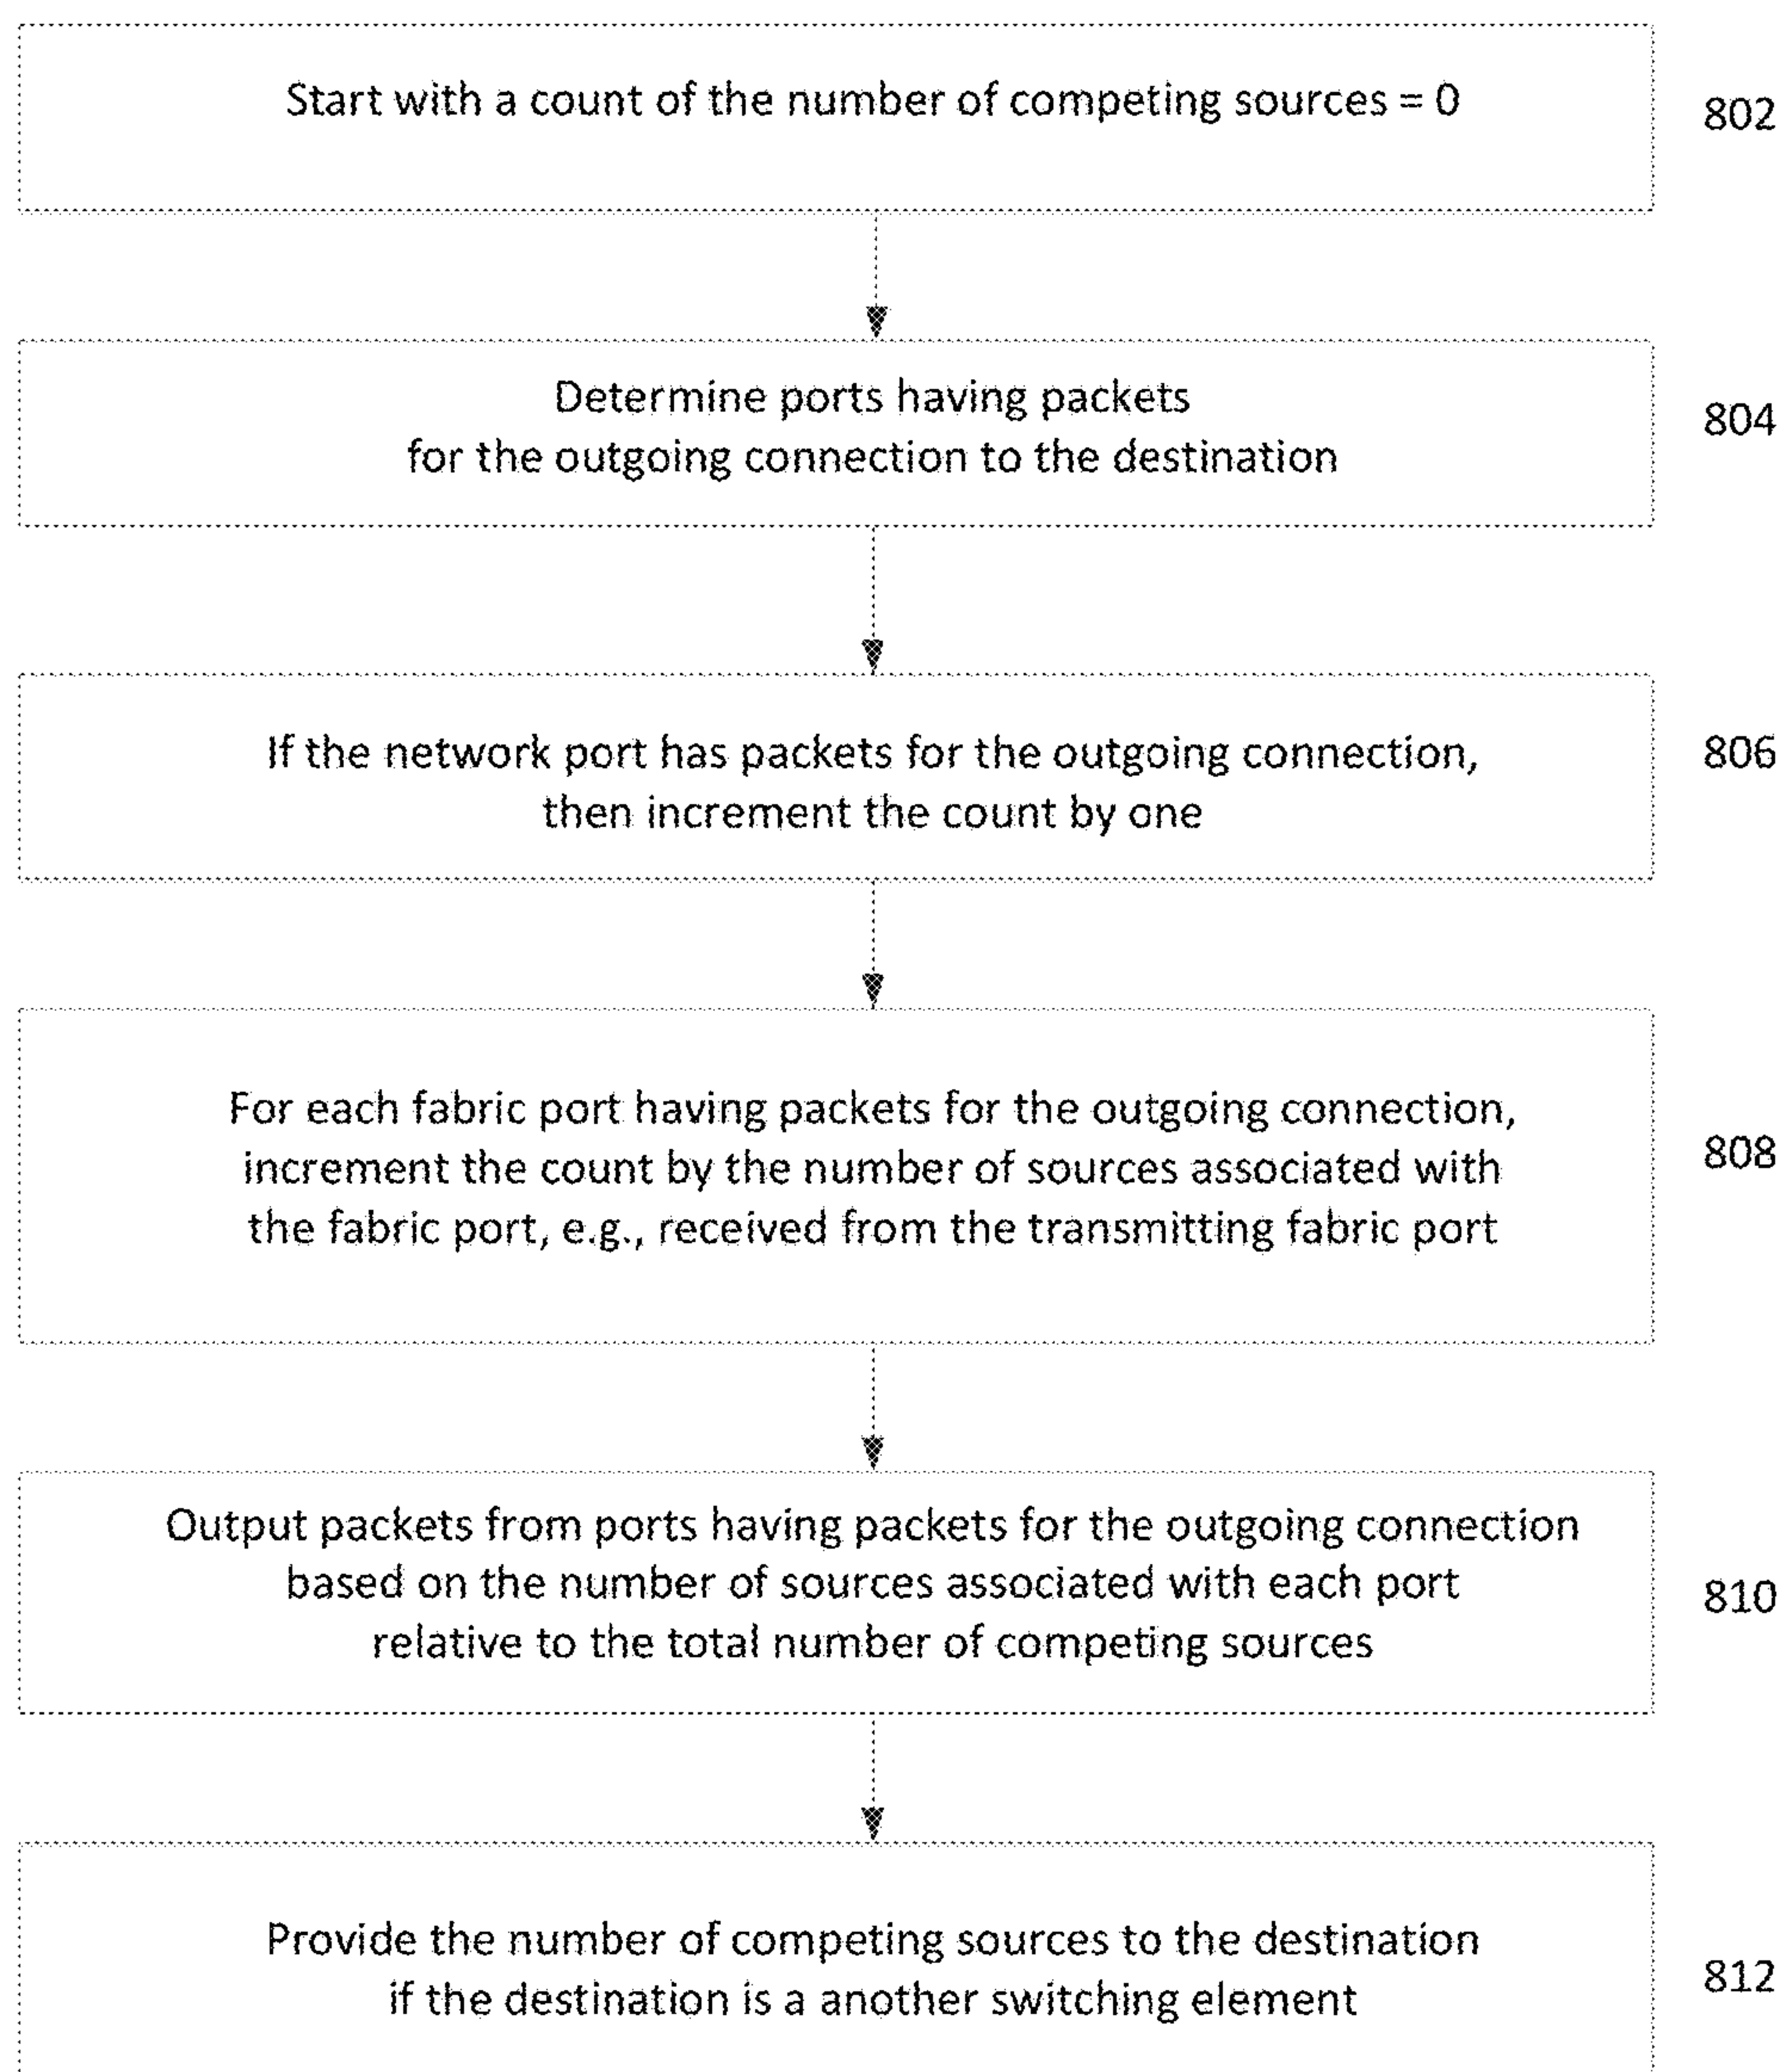 Start with a count of the number of competing sources = 0
802
Determine ports having packets
for the outgoing connection to the destination
804
If the network port has packets for the outgoing connection,
then increment the count by one
806
For each fabric port having packets for the outgoing connection,
increment the count by the number of sources associated with
the fabric port, e.g., received from the transmitting fabric port
808
Output packets from ports having packets for the outgoing connection
based on the number of sources associated with each port
relative to the total number of competing sources
810
Provide the number of competing sources to the destination
if the destination is a another switching element
812